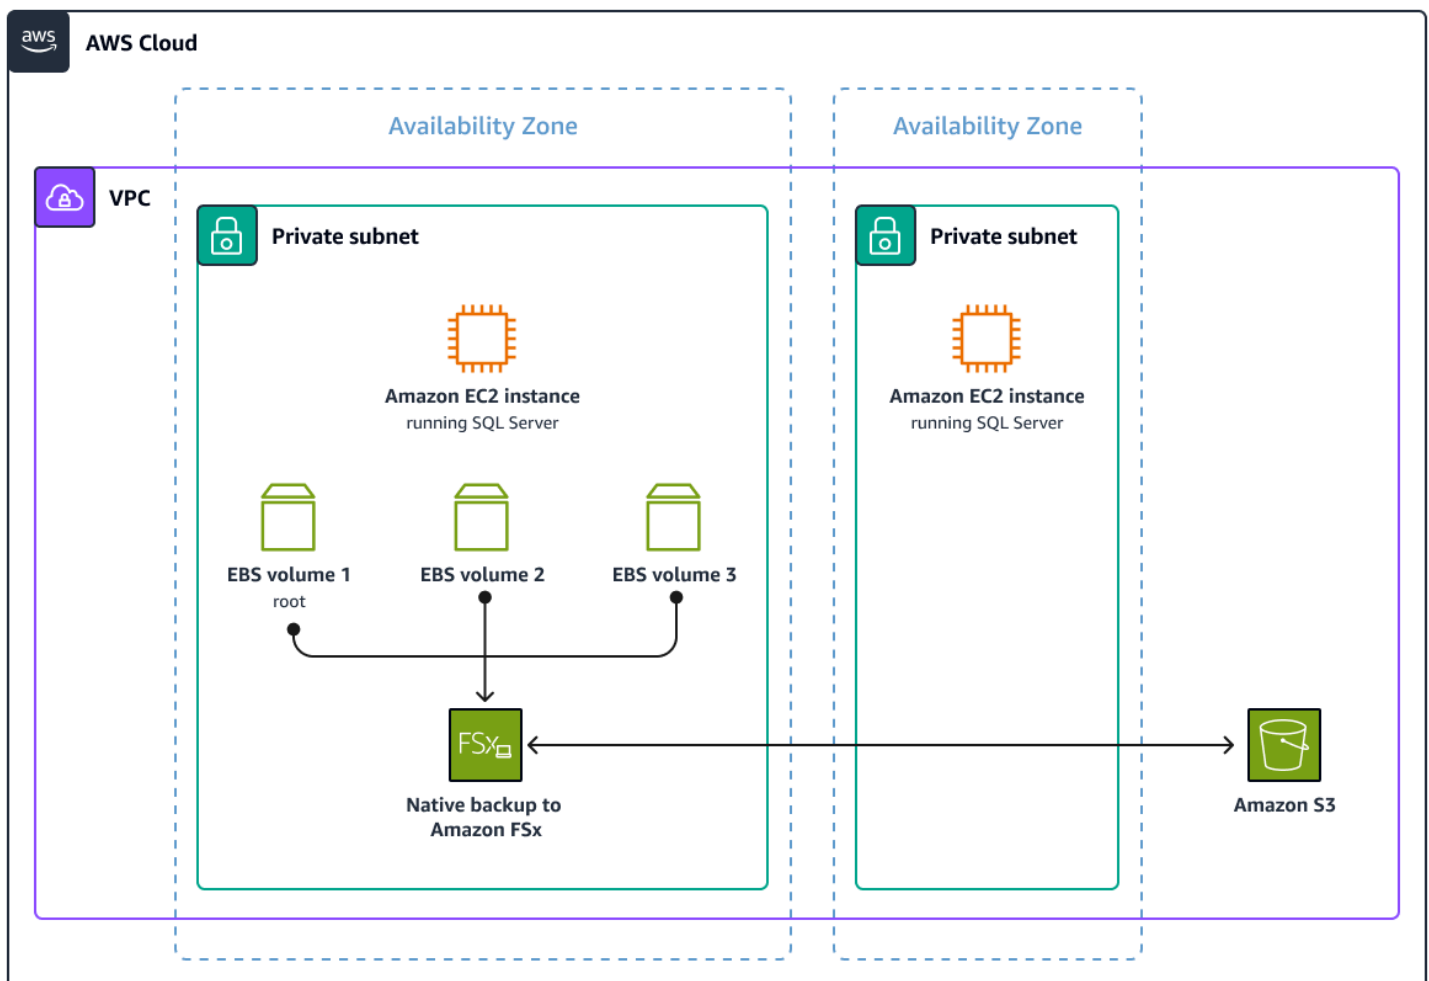 aws
AWS Cloud
Availability Zone
Availability Zone
VPC
Private subnet
Private subnet
Amazon EC2 instance
running SQL Server
Amazon EC2 instance
running SQL Server
EBS volume 1
root
EBS volume 2
EBS volume 3
FSx
Native backup to
Amazon FSx
Amazon S3